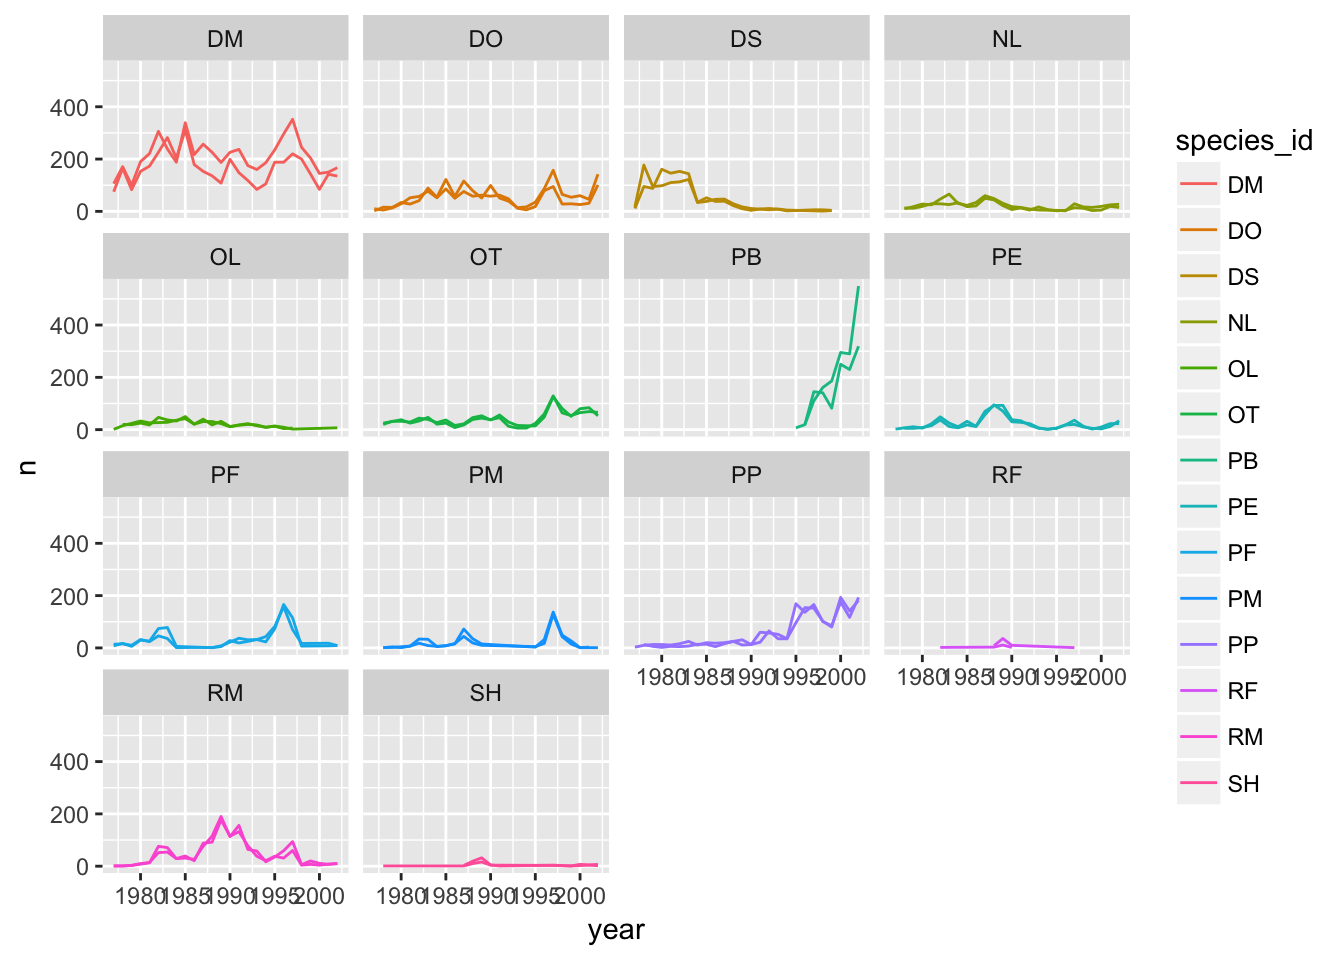 DM DO DS NL
400
200
0
OL OT PB PE
400
200
0
PF PM PP RF
400
200
0
1980 1985 1990 1995 2000 1980 1985 1990 1995 2000
RM SH
400
200
0
1980 1985 1990 1995 2000 1980 1985 1990 1995 2000
year
n
species_id
DM
DO
DS
NL
OL
OT
PB
PE
PF
PM
PP
RF
RM
SH